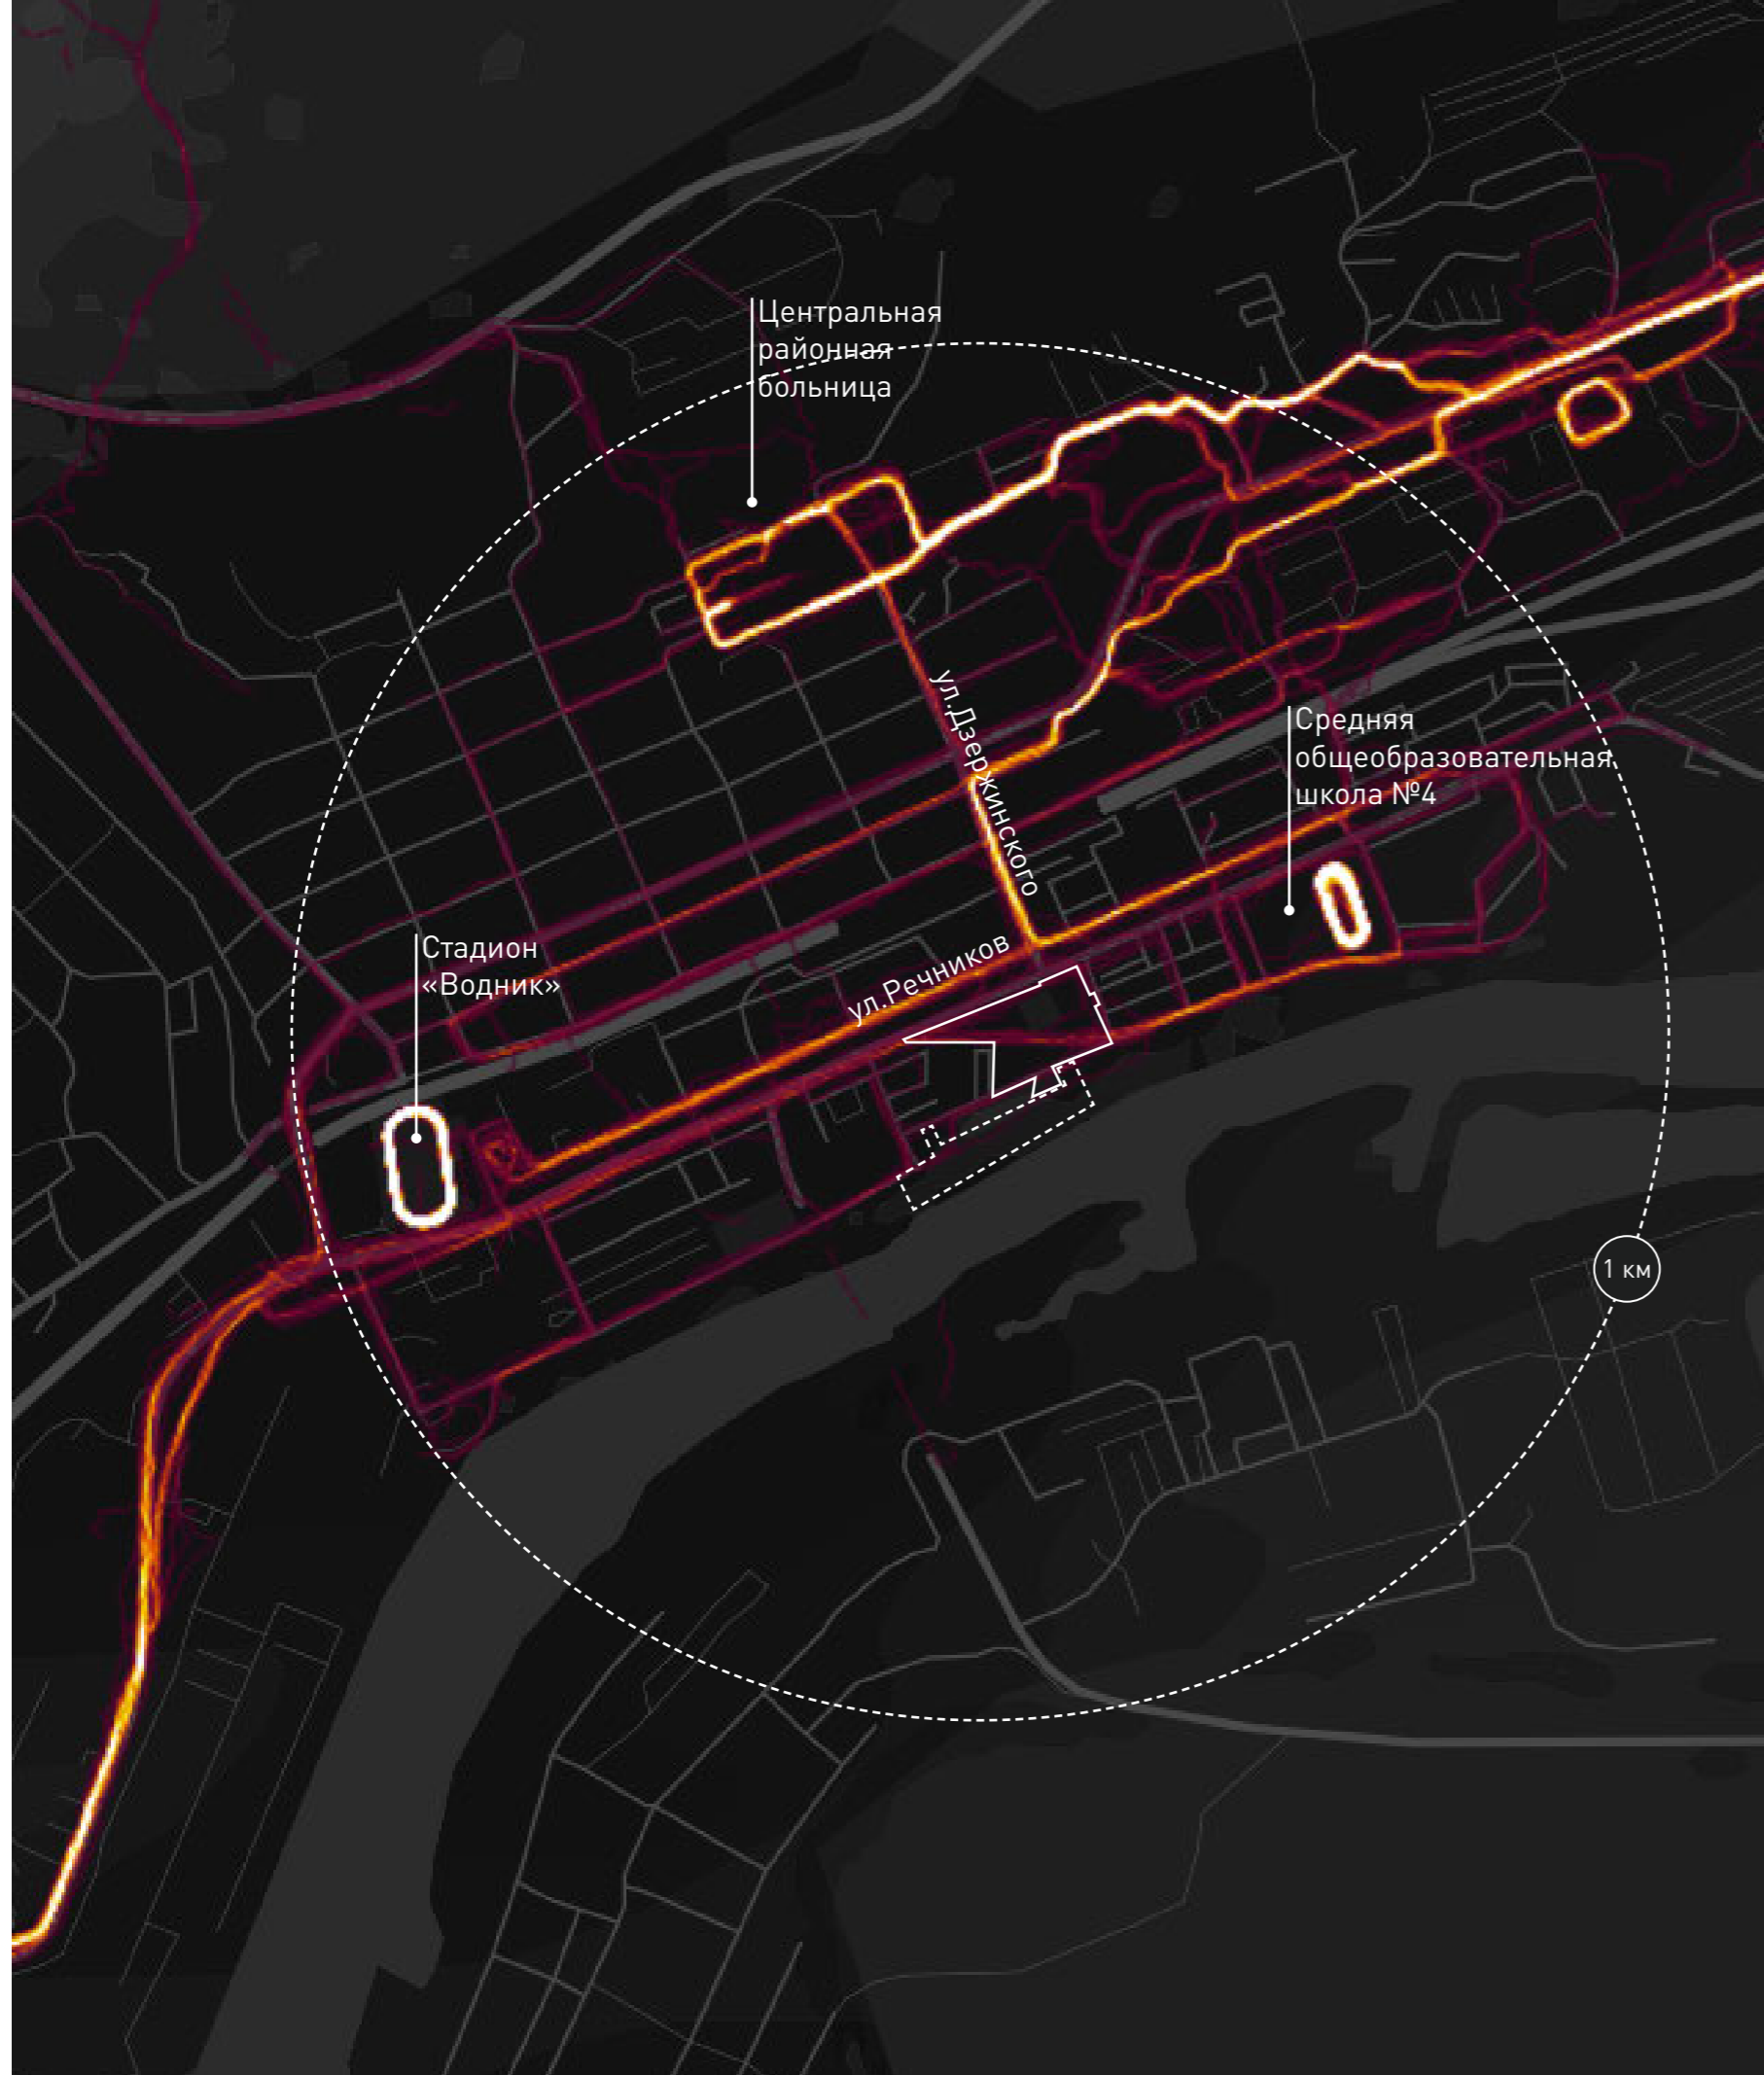 Центральная
районная
больница
ул.Дзержинского
Средняя
общеобразовательная
школа №4
Стадион
«Водник»
ул.Речников
1 км